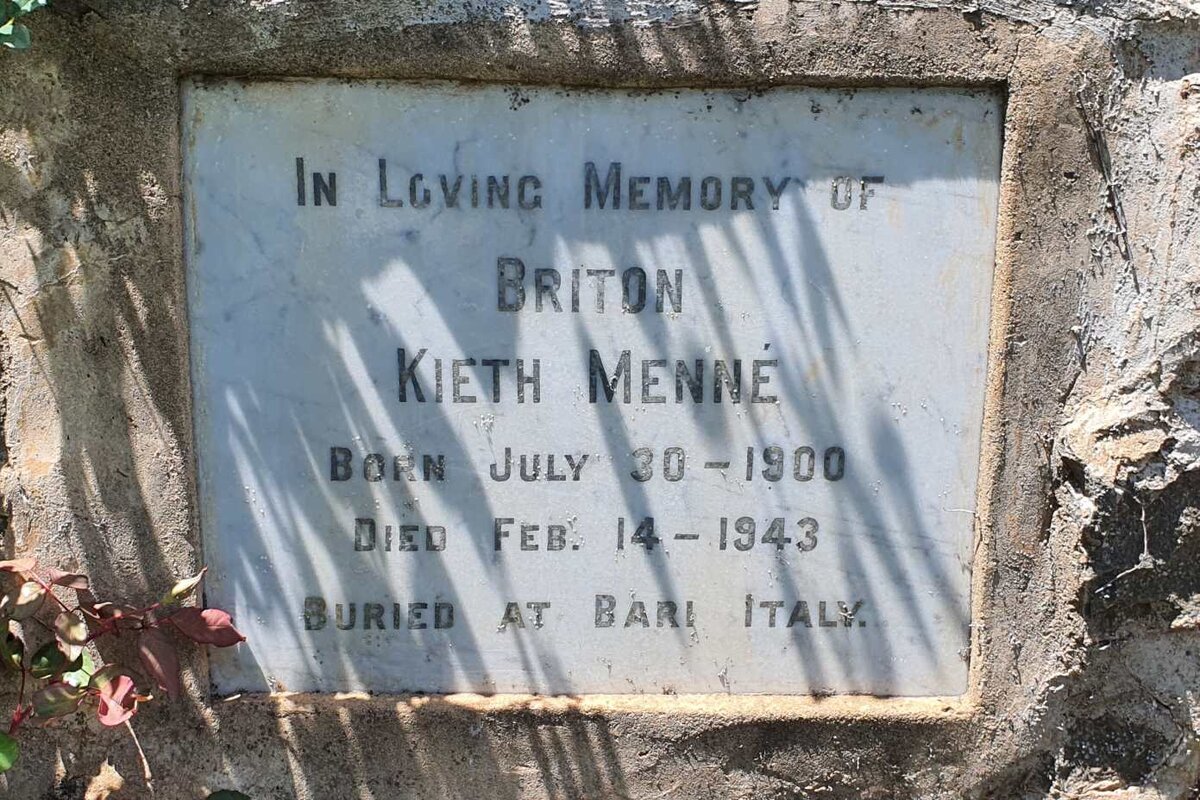 In Loving Memory of
Briton
Kieth Menné
Born July 30-1900
Died Feb. 14-1943
Buried at Bari Italy.